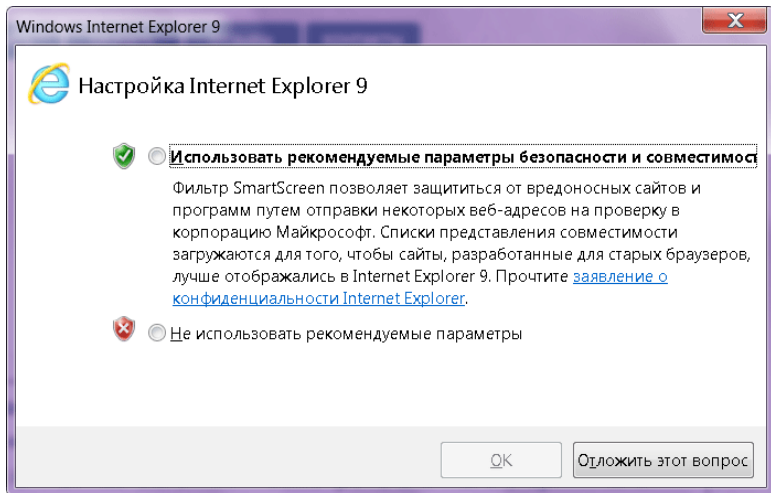 Windows Internet Explorer 9
Настройка Internet Explorer 9
Использовать рекомендуемые параметры безопасности и совместимост
Фильтр SmartScreen позволяет защититься от вредоносных сайтов и
программ путем отправки некоторых веб-адресов на проверку в
корпорацию Майкрософт. Списки представления совместимости
загружаются для того, чтобы сайты, разработанные для старых браузеров,
лучше отображались в Internet Explorer 9. Прочтите заявление о
конфиденциальности Internet Explorer.
Не использовать рекомендуемые параметры
OK
Отложить этот вопрос